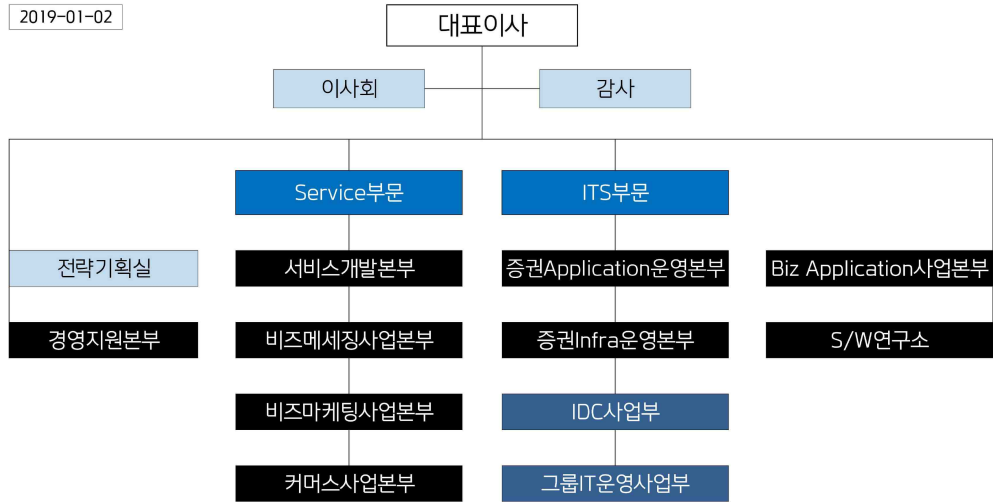 2019-01-02
대표이사
이사회
감사
Service부문
ITS부문
전략기획실
서비스개발본부
증권Application운영본부
Biz Application사업본부
경영지원본부
비즈메세징사업본부
증권Infra운영본부
S/W연구소
비즈마케팅사업본부
IDC사업부
커머스사업본부
그룹IT운영사업부